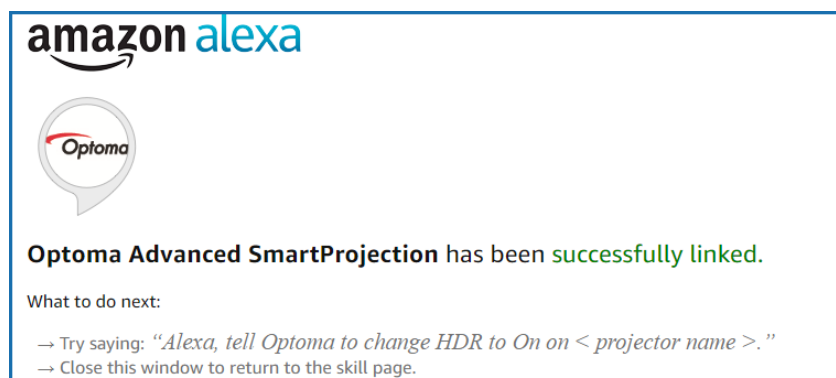 amazon alexa
Optoma
Optoma Advanced SmartProjection has been successfully linked.
What to do next:
→ Try saying: “Alexa, tell Optoma to change HDR to On on < projector name >.”
→ Close this window to return to the skill page.